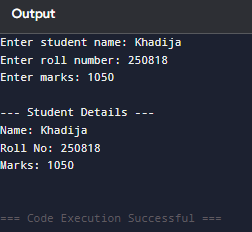 Output
Enter student name: Khadija
Enter roll number: 250818
Enter marks: 1050
--- Student Details ---
Name: Khadija
Roll No: 250818
Marks: 1050
=== Code Execution Successful ===